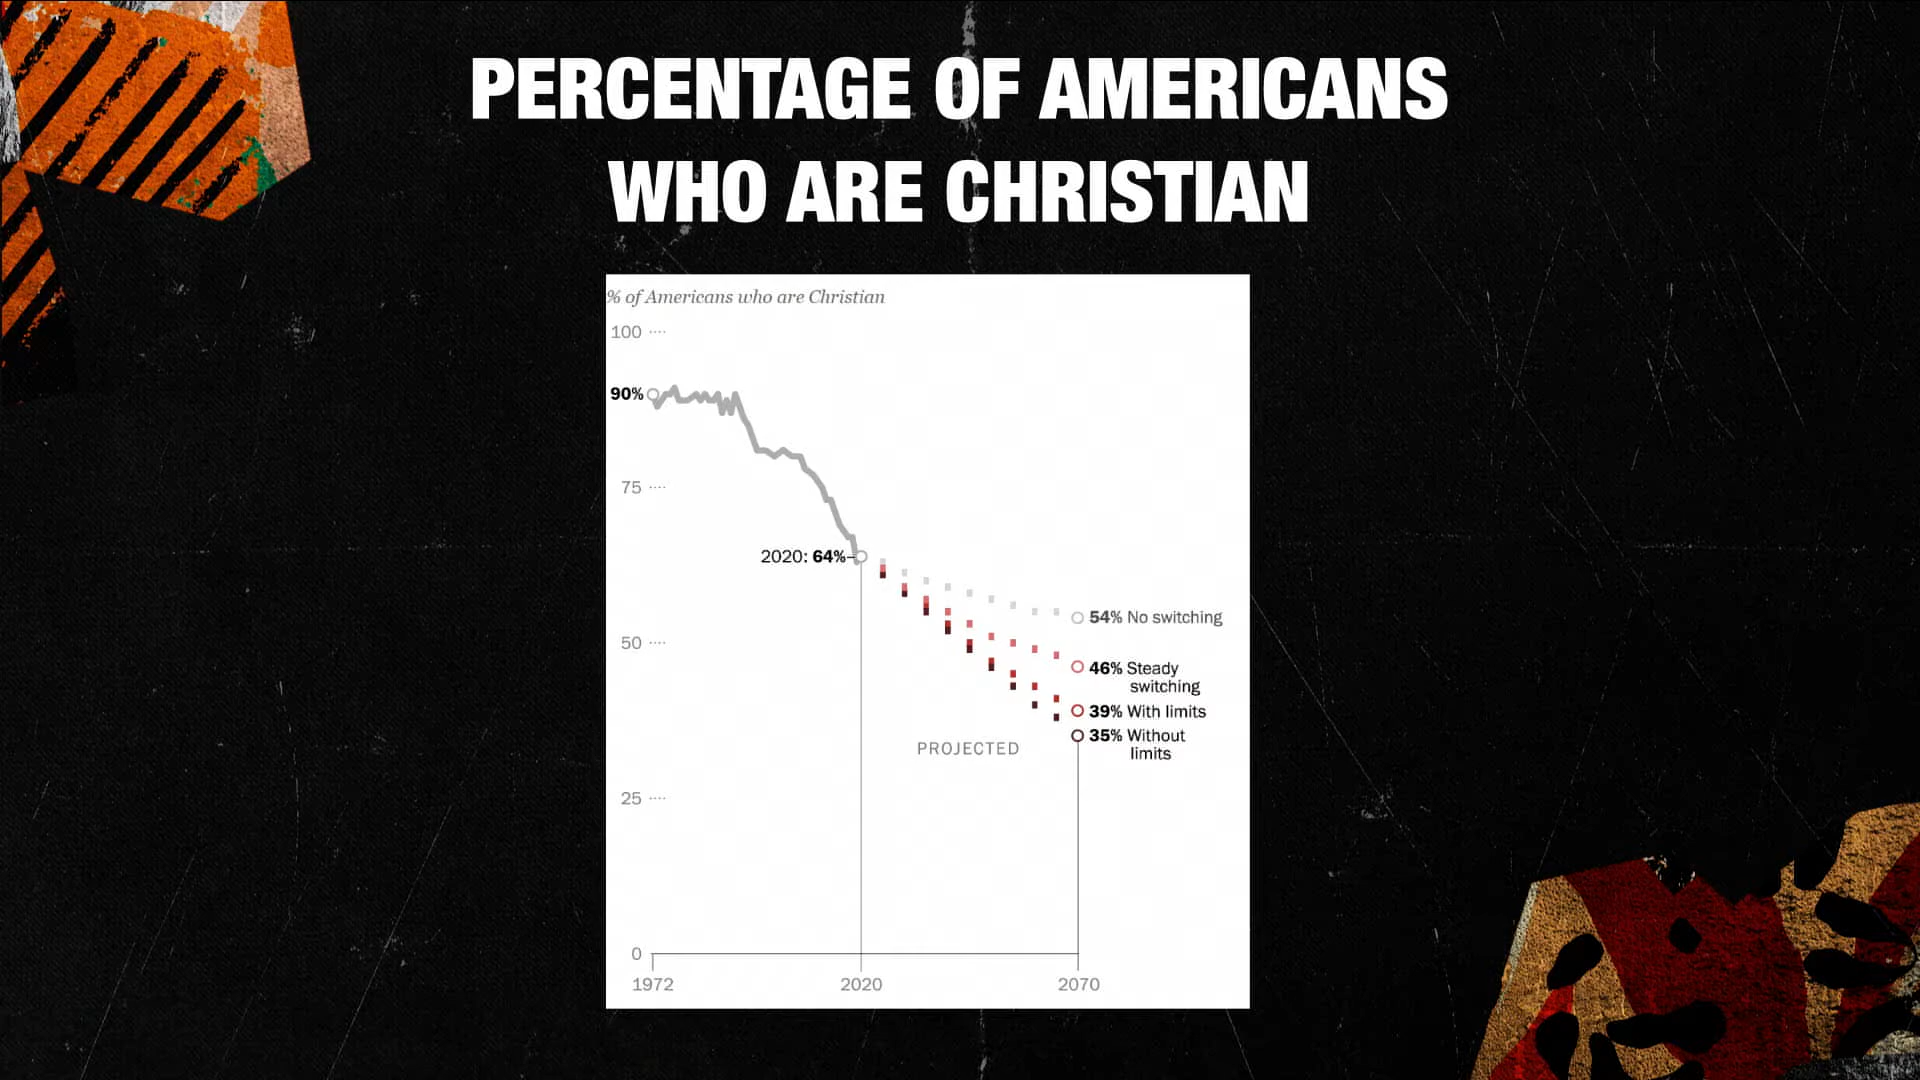 PERCENTAGE OF AMERICANS
WHO ARE CHRISTIAN
% of Americans who are Christian
100
90%
75
2020: 64%
54% No switching
50
46% Steady
switching
39% With limits
35% Without
limits
PROJECTED
25
0
1972
2020
2070